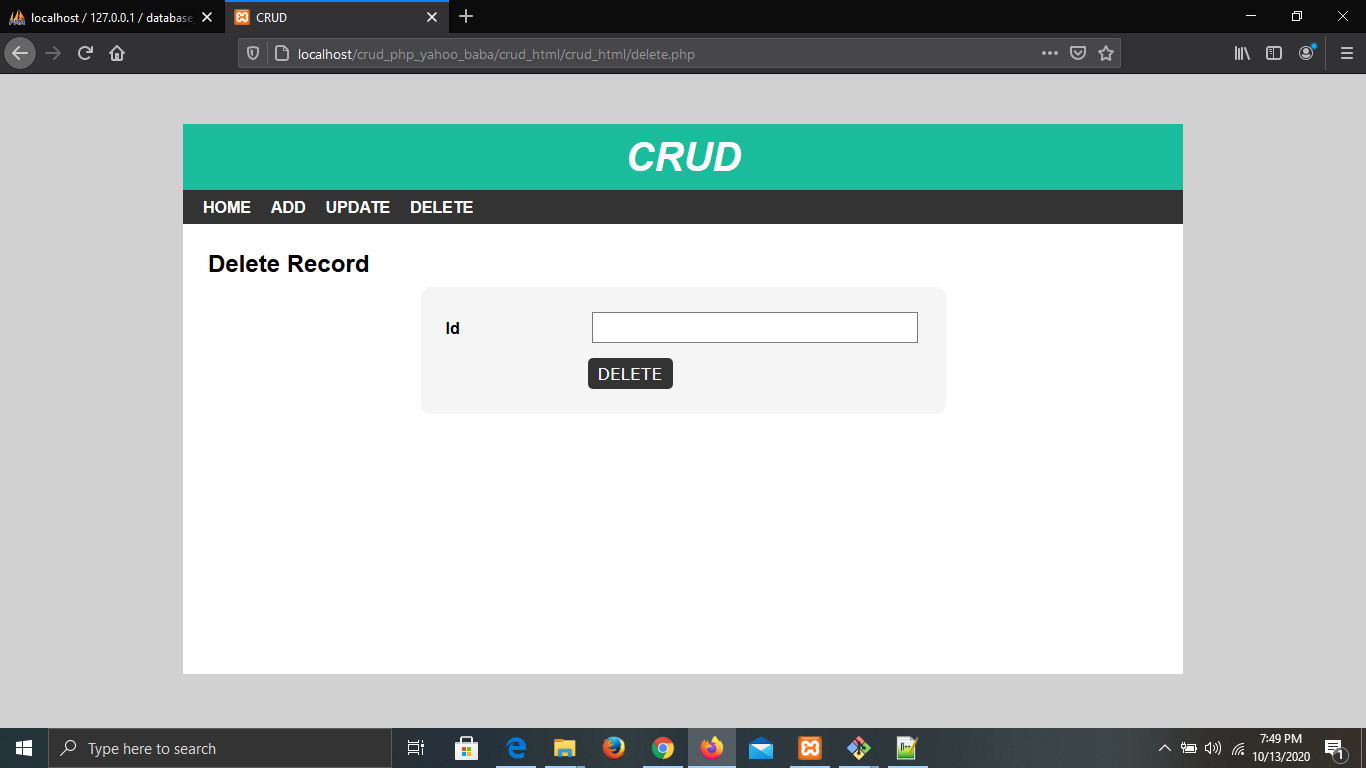 localhost / 127.0.0.1 / database
CRUD
localhost/crud_php_yahoo_baba/crud_html/crud_html/delete.php
CRUD
HOME ADD UPDATE DELETE
Delete Record
Id
DELETE
Type here to search
7:49 PM
10/13/2020
1